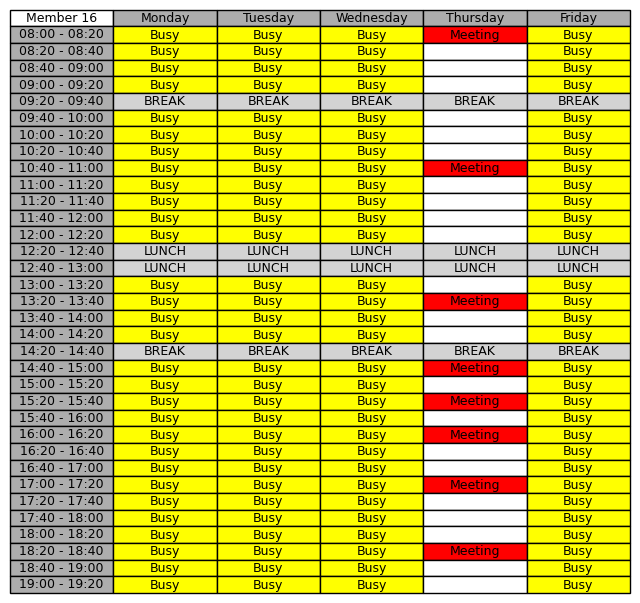 Member 16 Monday Tuesday Wednesday Thursday Friday
08:00 - 08:20 Busy Busy Busy Meeting Busy
08:20 - 08:40 Busy Busy Busy Busy
08:40 - 09:00 Busy Busy Busy Busy
09:00 - 09:20 Busy Busy Busy Busy
09:20 - 09:40 BREAK BREAK BREAK BREAK BREAK
09:40 - 10:00 Busy Busy Busy Busy
10:00 - 10:20 Busy Busy Busy Busy
10:20 - 10:40 Busy Busy Busy Busy
10:40 - 11:00 Busy Busy Busy Meeting Busy
11:00 - 11:20 Busy Busy Busy Busy
11:20 - 11:40 Busy Busy Busy Busy
11:40 - 12:00 Busy Busy Busy Busy
12:00 - 12:20 Busy Busy Busy Busy
12:20 - 12:40 LUNCH LUNCH LUNCH LUNCH LUNCH
12:40 - 13:00 LUNCH LUNCH LUNCH LUNCH LUNCH
13:00 - 13:20 Busy Busy Busy Busy
13:20 - 13:40 Busy Busy Busy Meeting Busy
13:40 - 14:00 Busy Busy Busy Busy
14:00 - 14:20 Busy Busy Busy Busy
14:20 - 14:40 BREAK BREAK BREAK BREAK BREAK
14:40 - 15:00 Busy Busy Busy Meeting Busy
15:00 - 15:20 Busy Busy Busy Busy
15:20 - 15:40 Busy Busy Busy Meeting Busy
15:40 - 16:00 Busy Busy Busy Busy
16:00 - 16:20 Busy Busy Busy Meeting Busy
16:20 - 16:40 Busy Busy Busy Busy
16:40 - 17:00 Busy Busy Busy Busy
17:00 - 17:20 Busy Busy Busy Meeting Busy
17:20 - 17:40 Busy Busy Busy Busy
17:40 - 18:00 Busy Busy Busy Busy
18:00 - 18:20 Busy Busy Busy Busy
18:20 - 18:40 Busy Busy Busy Meeting Busy
18:40 - 19:00 Busy Busy Busy Busy
19:00 - 19:20 Busy Busy Busy Busy